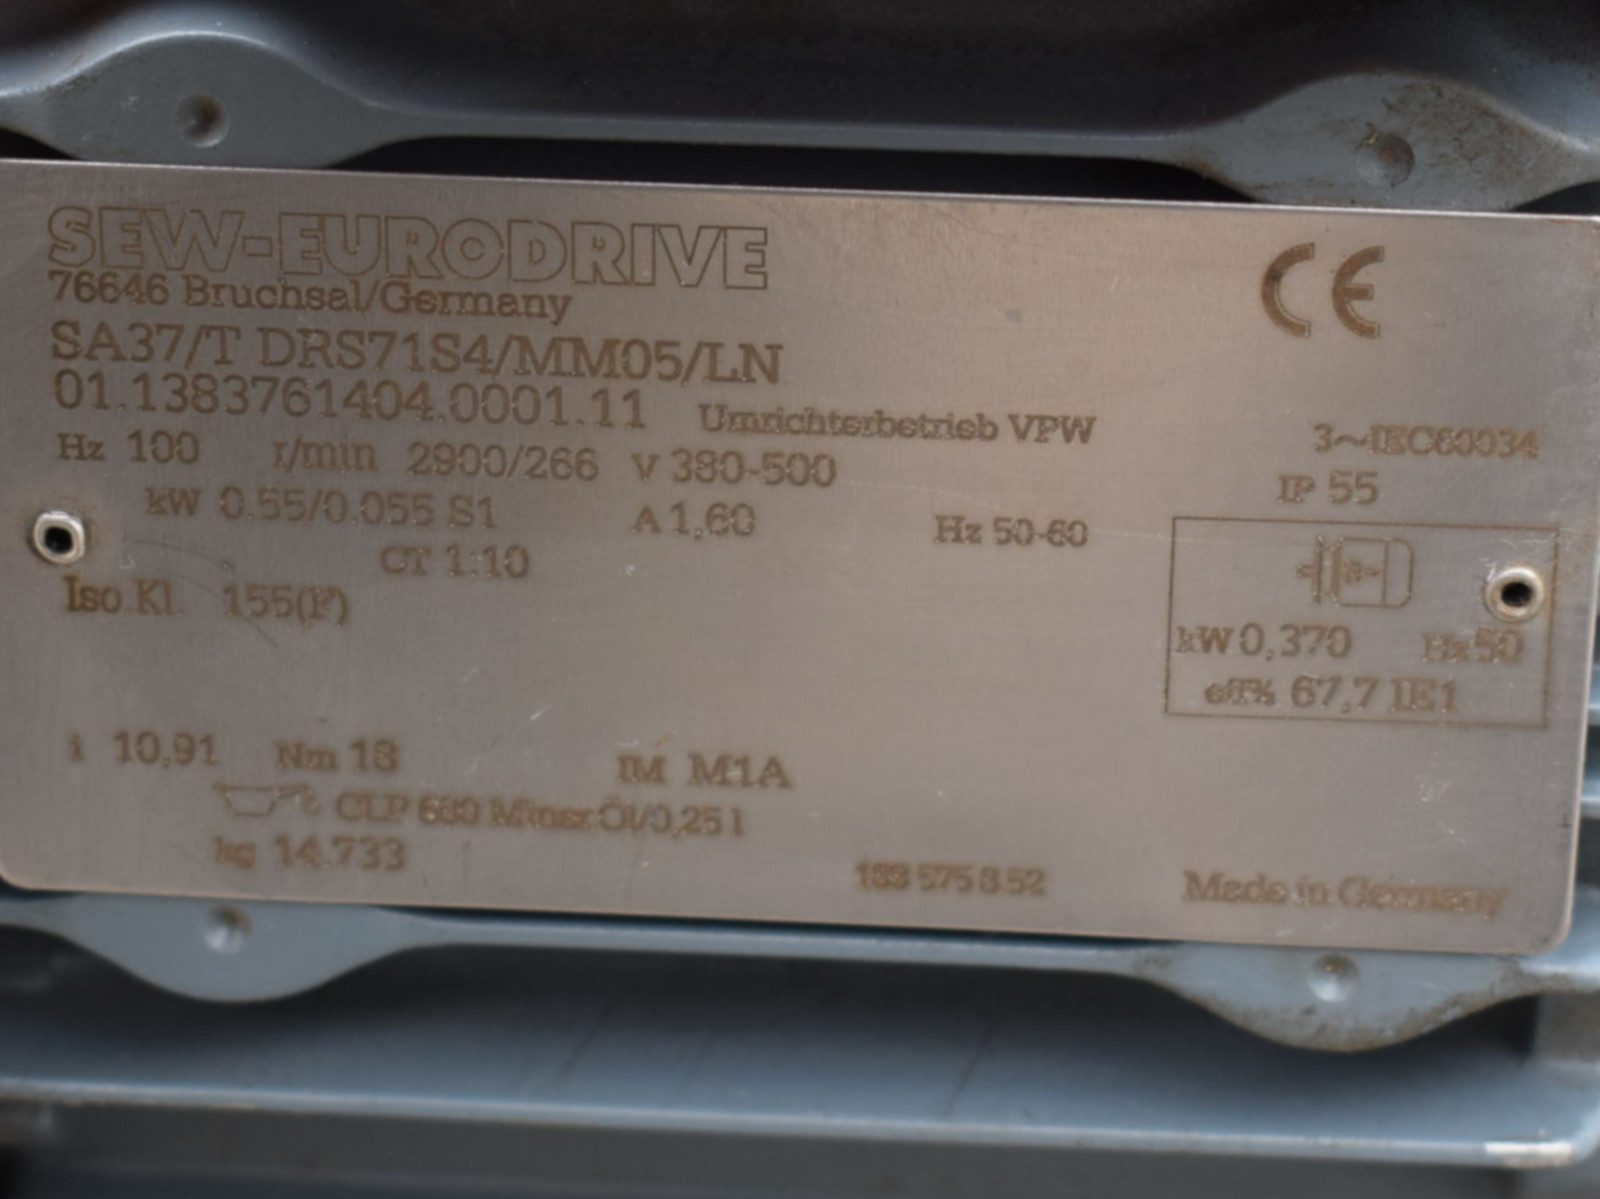 SEW-EURODRIVE
CE
76646 Bruchsal/Germany
SA37/T DRS71S4/MM05/LN
01.1383761404.0001.11 Umrichterbetrieb VPW 3~IEC60034
Hz 100 r/min 2900/266 V 380-500 IP 55
kW 0.55/0.055 S1 A 1,60 Hz 50-60
CT 1:10
Iso.Kl. 155(F)
kW 0,370 Hz 50
eff% 67,7 IE1
i 10,91 Nm 18 IM M1A
CLP 680 Miner.Öl/0,25 l
kg 14.733
188 575 8.52 Made in Germany